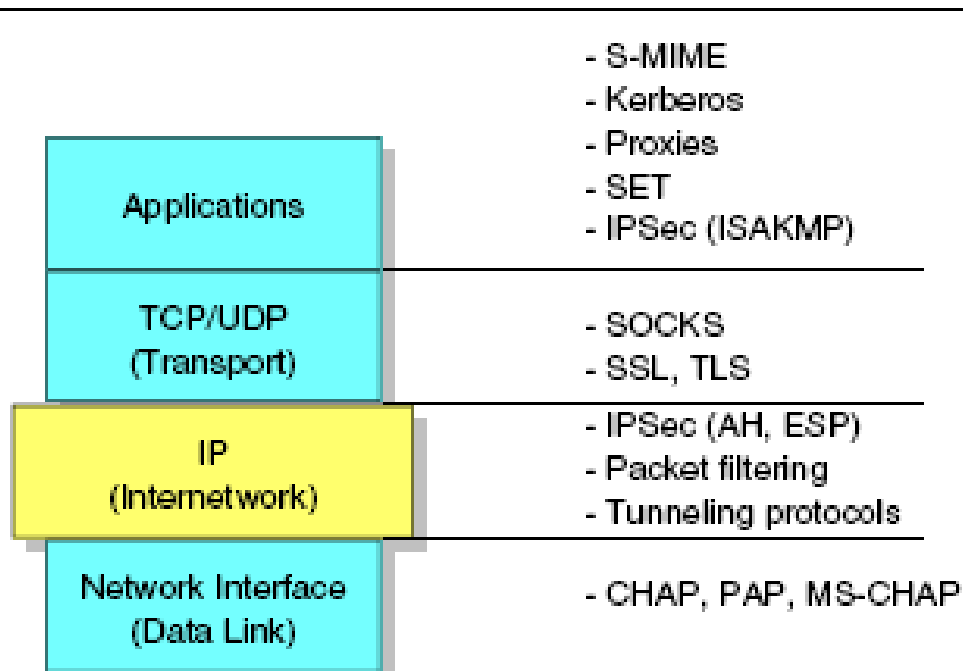 - S-MIME
- Kerberos
- Proxies
- SET
- IPSec (ISAKMP)
Applications
TCP/UDP
(Transport)
- SOCKS
- SSL, TLS
IP
(Internetwork)
- IPSec (AH, ESP)
- Packet filtering
- Tunneling protocols
Network Interface
(Data Link)
- CHAP, PAP, MS-CHAP